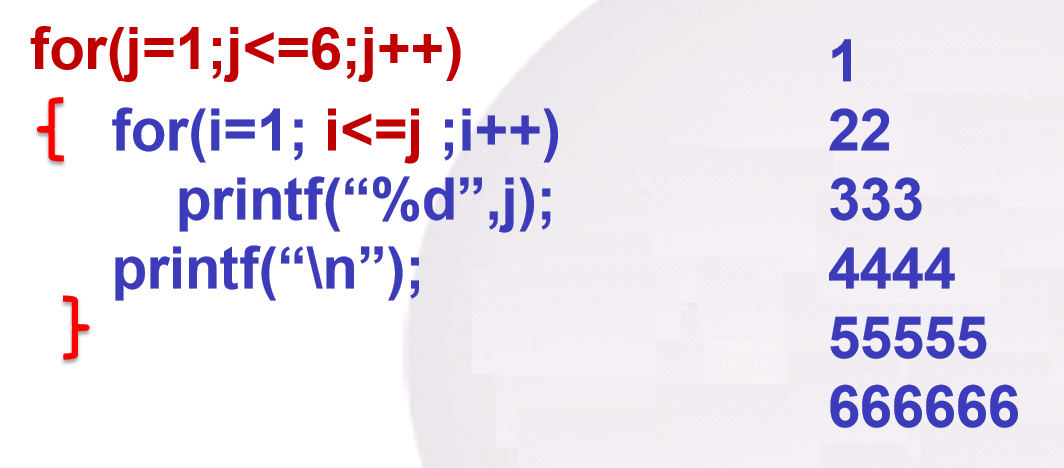 for(j=1;j<=6;j++)
{ for(i=1; i<=j ;i++)
printf(“%d”,j);
printf(“\n”);
}
1
22
333
4444
55555
666666